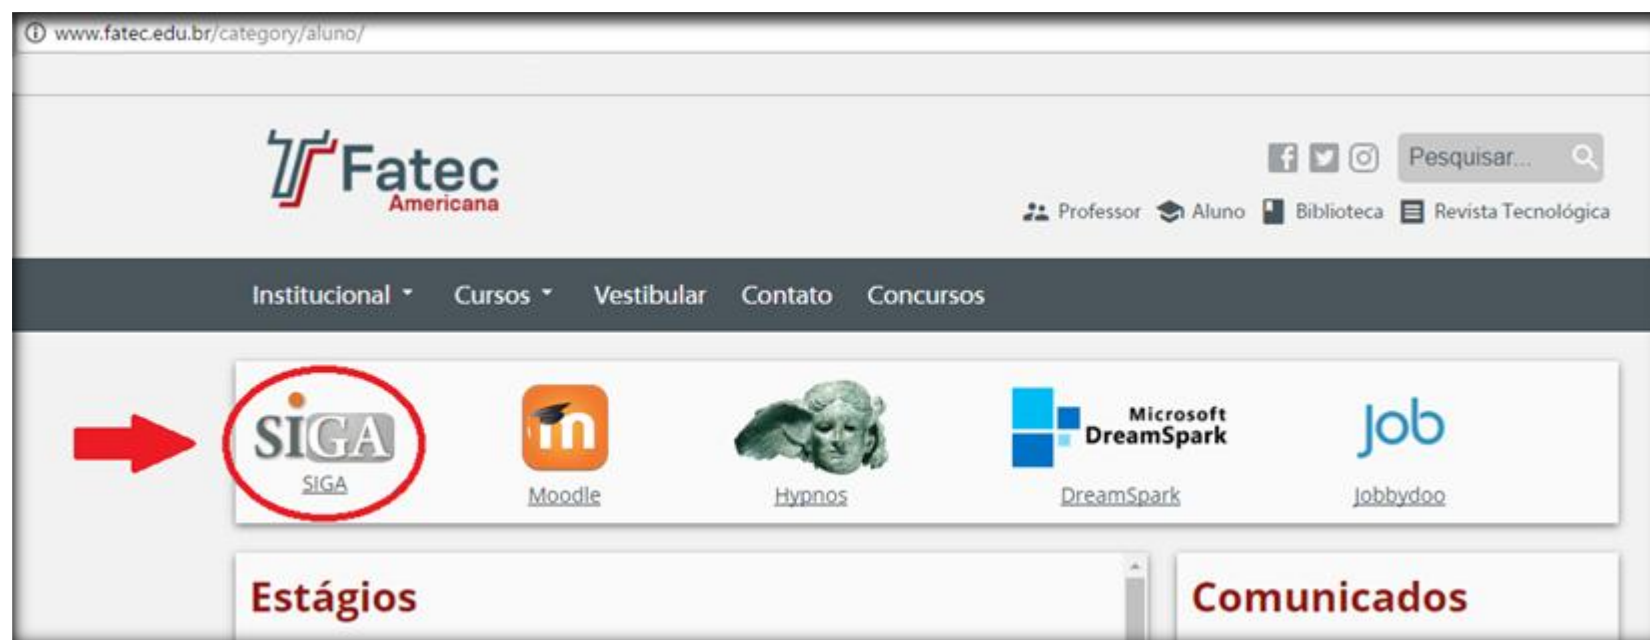 www.fatec.edu.br/category/aluno/
Fatec
Americana
Pesquisar...
Professor Aluno Biblioteca Revista Tecnológica
Institucional Cursos Vestibular Contato Concursos
SIGA
SIGA
Moodle
Hypnos
Microsoft
DreamSpark
DreamSpark
Job
Jobbydoo
Estágios
Comunicados